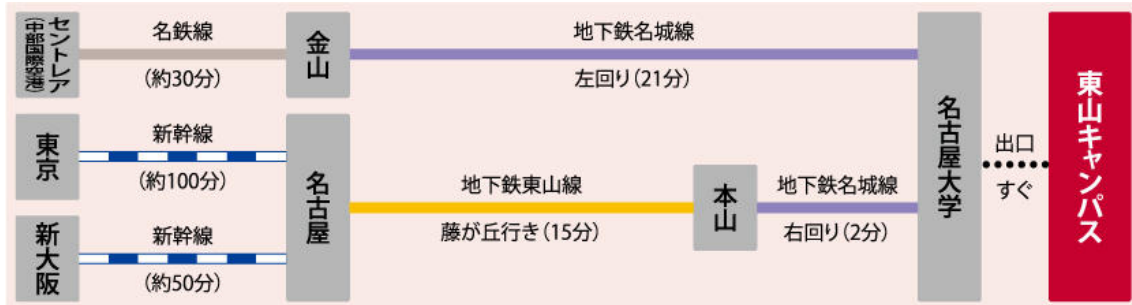 セントレア
(中部国際空港)
名鉄線
(約30分)
金山
地下鉄名城線
左回り(21分)
東京
新幹線
(約100分)
新大阪
新幹線
(約50分)
名古屋
地下鉄東山線
藤が丘行き(15分)
本山
地下鉄名城線
右回り(2分)
名古屋大学
出口
すぐ
東山キャンパス